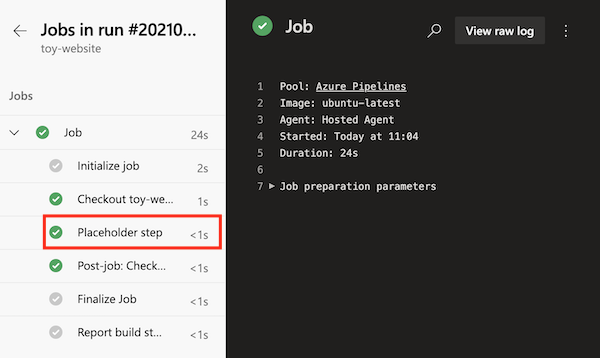 Jobs in run #20210...
toy-website
Jobs
Job 24s
Initialize job 2s
Checkout toy-we... 1s
Placeholder step <1s
Post-job: Check... <1s
Finalize Job <1s
Report build st... <1s
Job
View raw log
1 Pool: Azure Pipelines
2 Image: ubuntu-latest
3 Agent: Hosted Agent
4 Started: Today at 11:04
5 Duration: 24s
6
7 Job preparation parameters